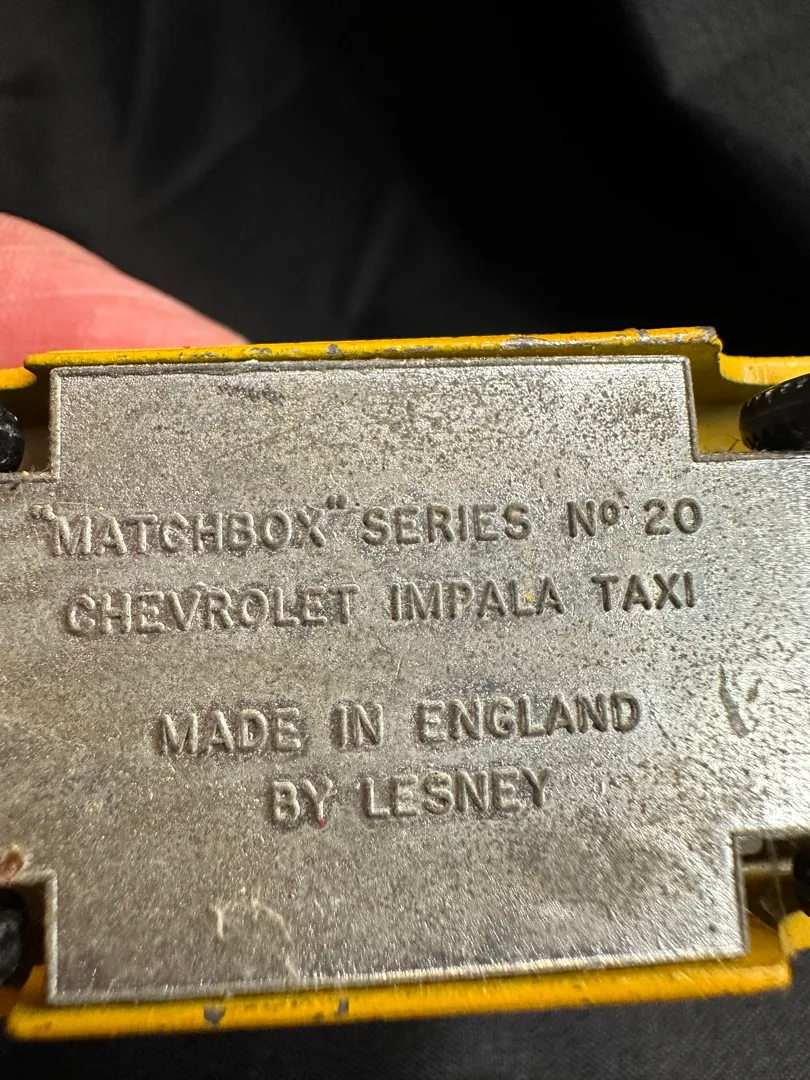 "MATCHBOX" SERIES Nº 20
CHEVROLET IMPALA TAXI
MADE IN ENGLAND
BY LESNEY